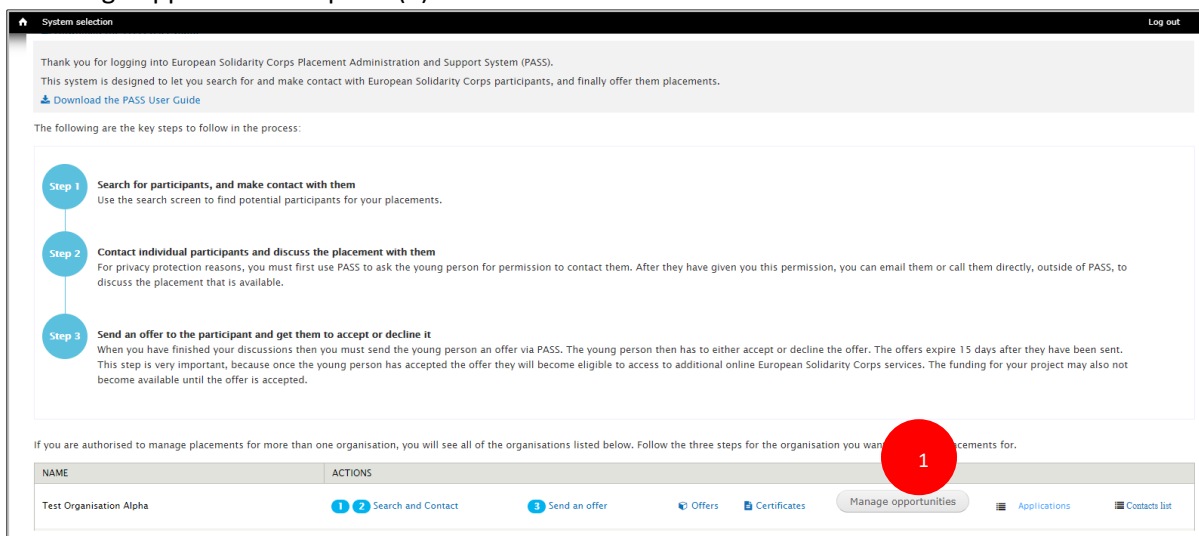 System selection Log out
Thank you for logging into European Solidarity Corps Placement Administration and Support System (PASS).
This system is designed to let you search for and make contact with European Solidarity Corps participants, and finally offer them placements.
Download the PASS User Guide
The following are the key steps to follow in the process:
Step 1 Search for participants, and make contact with them
Use the search screen to find potential participants for your placements.
Step 2 Contact individual participants and discuss the placement with them
For privacy protection reasons, you must first use PASS to ask the young person for permission to contact them. After they have given you this permission, you can email them or call them directly, outside of PASS, to
discuss the placement that is available.
Step 3 Send an offer to the participant and get them to accept or decline it
When you have finished your discussions then you must send the young person an offer via PASS. The young person then has to either accept or decline the offer. The offers expire 15 days after they have been sent.
This step is very important, because once the young person has accepted the offer they will become eligible to access to additional online European Solidarity Corps services. The funding for your project may also not
become available until the offer is accepted.
If you are authorised to manage placements for more than one organisation, you will see all of the organisations listed below. Follow the three steps for the organisation you for.
1
NAME ACTIONS
Test Organisation Alpha 1 2 Search and Contact 3 Send an offer Offers Certificates Manage opportunities Applications Contacts list